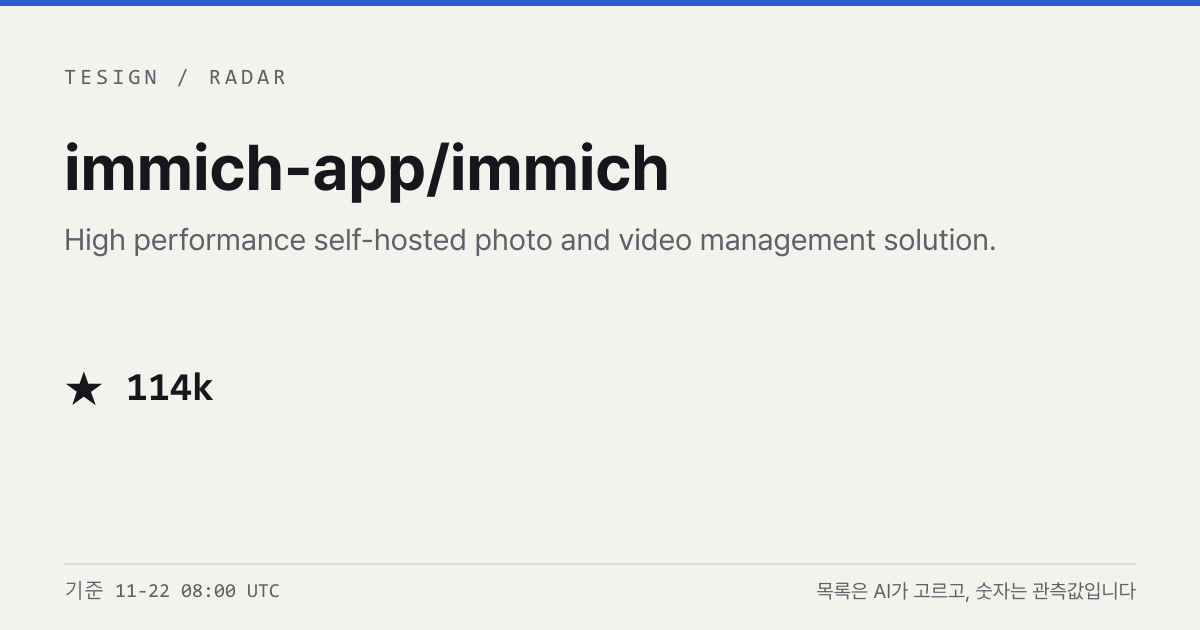 TESIGN / RADAR
immich-app/immich
High performance self-hosted photo and video management solution.
★ 114k
기준 11-22 08:00 UTC
목록은 AI가 고르고, 숫자는 관측값입니다